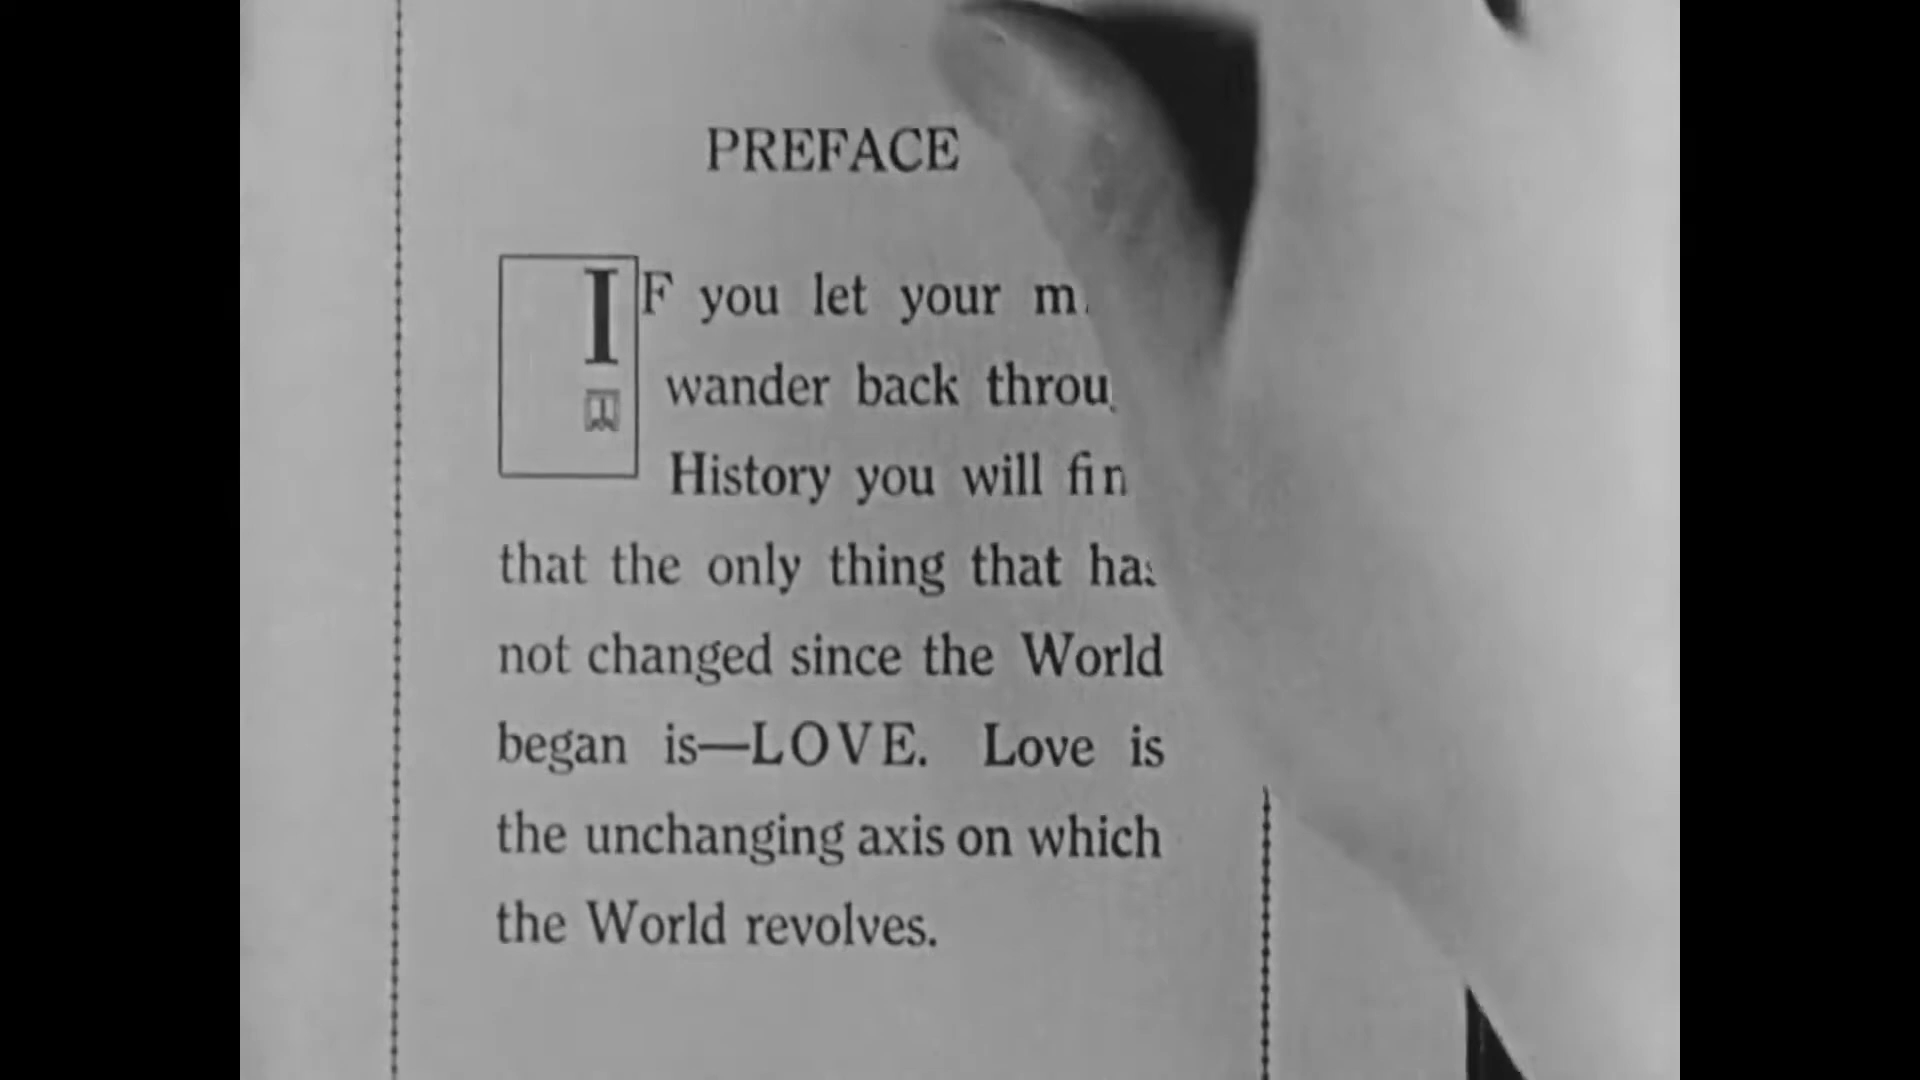 PREFACE
IF you let your
wander back
History you will
that the only thing that has
not changed since the World
began is—LOVE. Love is
the unchanging axis on which
the World revolves.